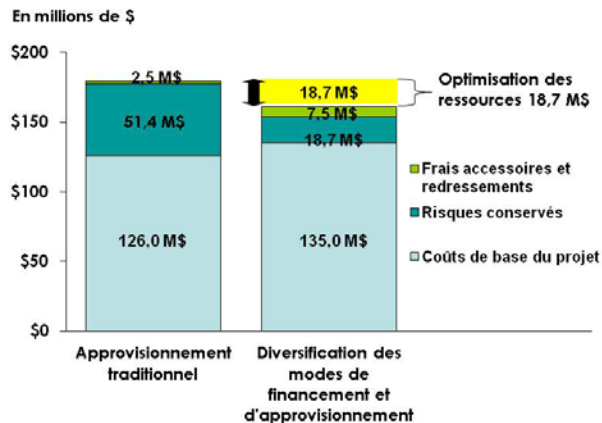 En millions de $
$200
$150
$100
$50
$0
2,5 M$
51,4 M$
126.0 M$
18,7 M$
7,5 M$
18,7 M$
135.0 M$
Optimisation des
ressources 18,7 M$
Frais accessoires et
redressements
Risques conservés
Coûts de base du projet
Approvisionnement
traditionnel
Diversification des
modes de
financement et
d'approvisionnement